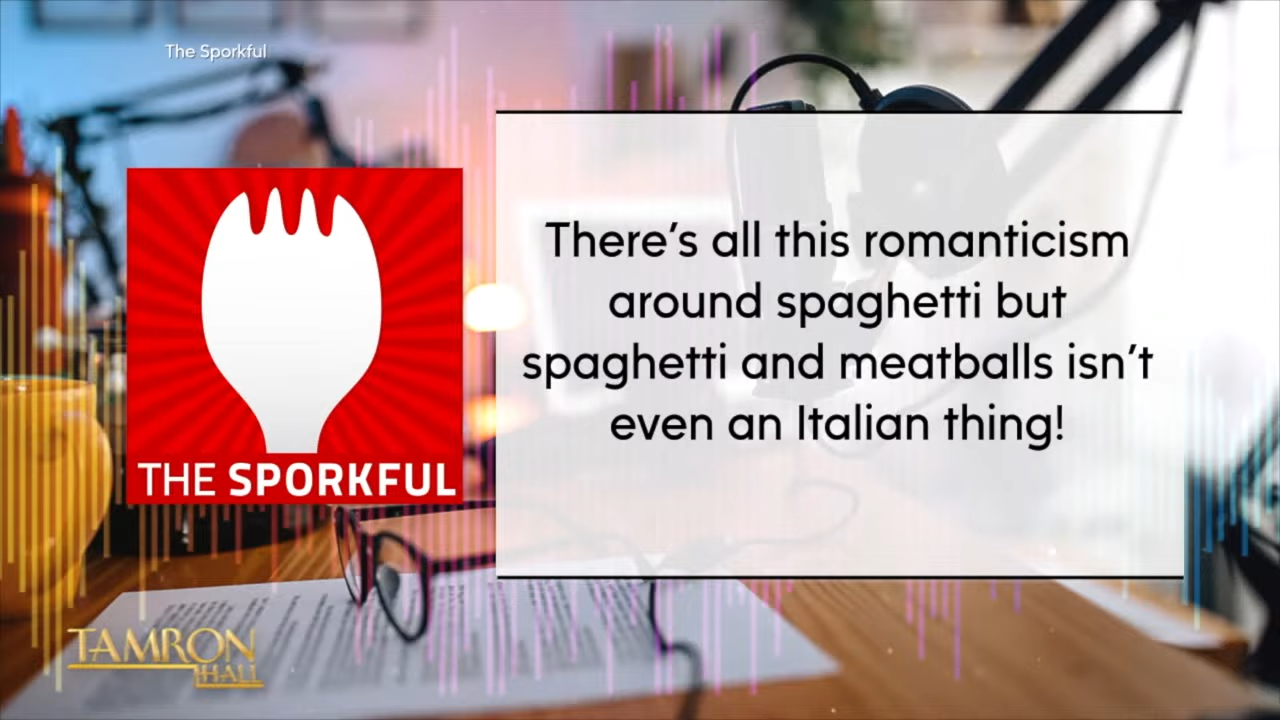 The Sporkful
THE SPORKFUL
There's all this romanticism
around spaghetti but
spaghetti and meatballs isn't
even an Italian thing!
TAMRON
HALL